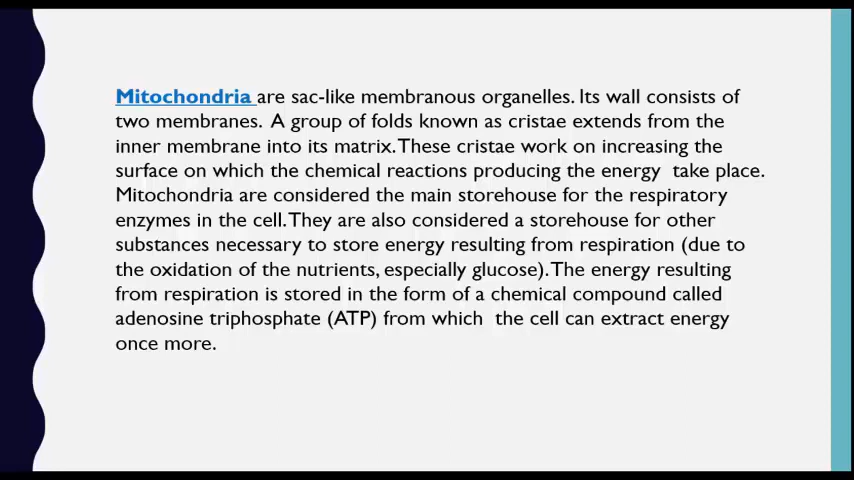 Mitochondria are sac-like membranous organelles. Its wall consists of
two membranes.  A group of folds known as cristae extends from the
inner membrane into its matrix. These cristae work on increasing the
surface on which the chemical reactions producing the energy  take place.
Mitochondria are considered the main storehouse for the respiratory
enzymes in the cell. They are also considered a storehouse for other
substances necessary to store energy resulting from respiration (due to
the oxidation of the nutrients, especially glucose). The energy resulting
from respiration is stored in the form of a chemical compound called
adenosine triphosphate (ATP) from which  the cell can extract energy
once more.